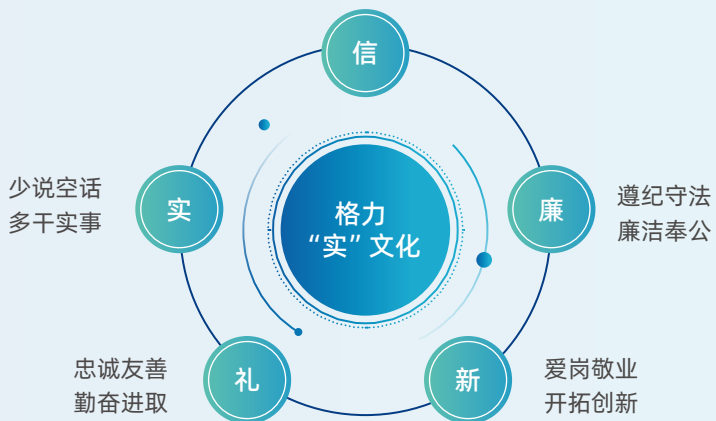 信
实
少说空话
多干实事
格力
“实”文化
廉
遵纪守法
廉洁奉公
礼
忠诚友善
勤奋进取
新
爱岗敬业
开拓创新